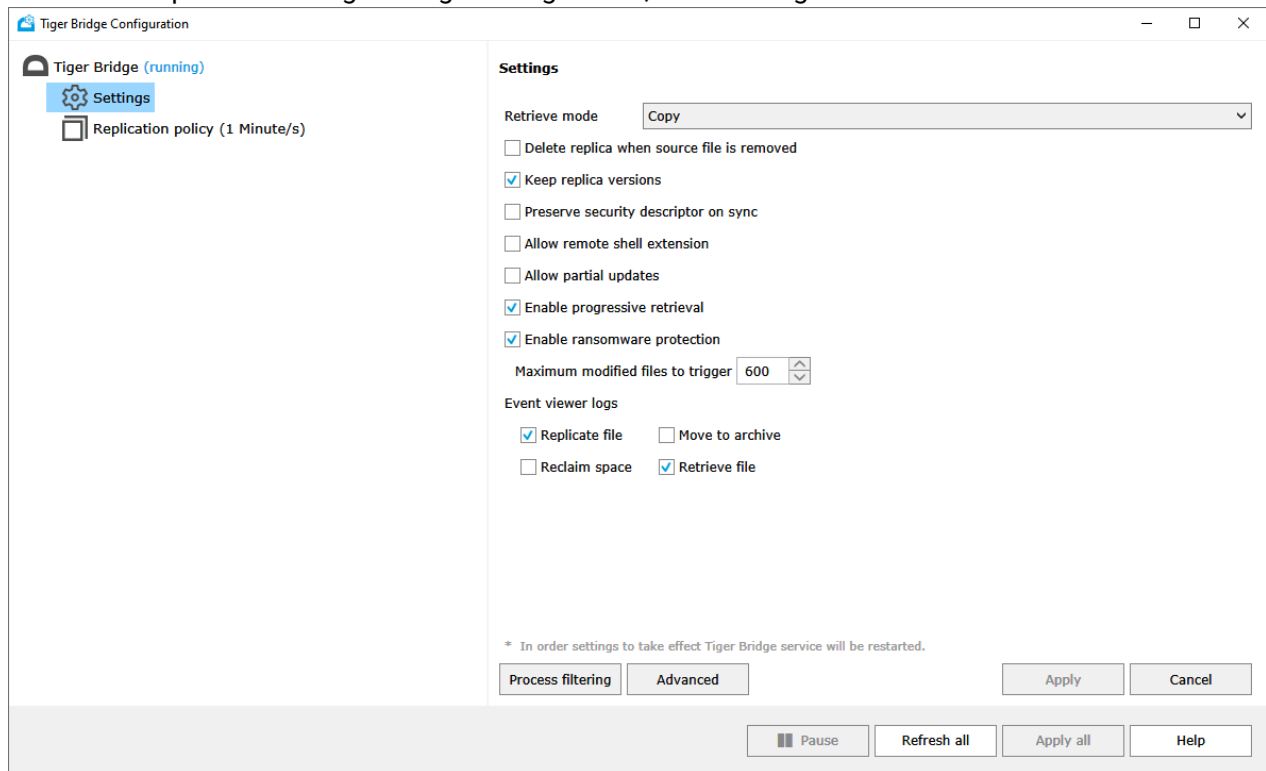 Tiger Bridge Configuration
Tiger Bridge (running)
Settings
Replication policy (1 Minute/s)
Settings
Retrieve mode Copy
Delete replica when source file is removed
Keep replica versions
Preserve security descriptor on sync
Allow remote shell extension
Allow partial updates
Enable progressive retrieval
Enable ransomware protection
Maximum modified files to trigger 600
Event viewer logs
Replicate file Move to archive
Reclaim space Retrieve file
* In order settings to take effect Tiger Bridge service will be restarted.
Process filtering Advanced Apply Cancel
Pause Refresh all Apply all Help